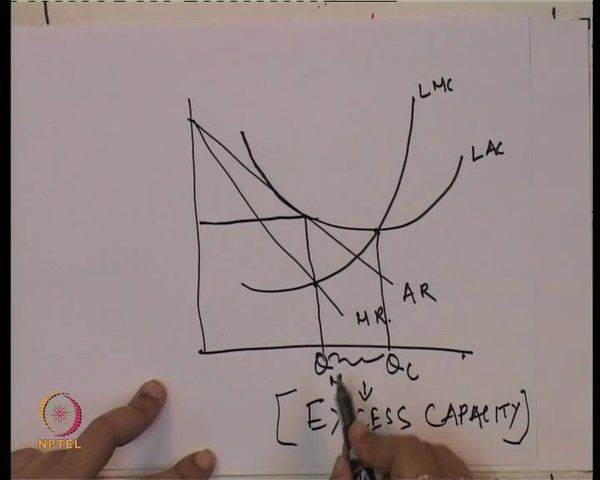 LMC
LAC
AR
MR.
Q Qc
M
[EXCESS CAPACITY]
NPTEL